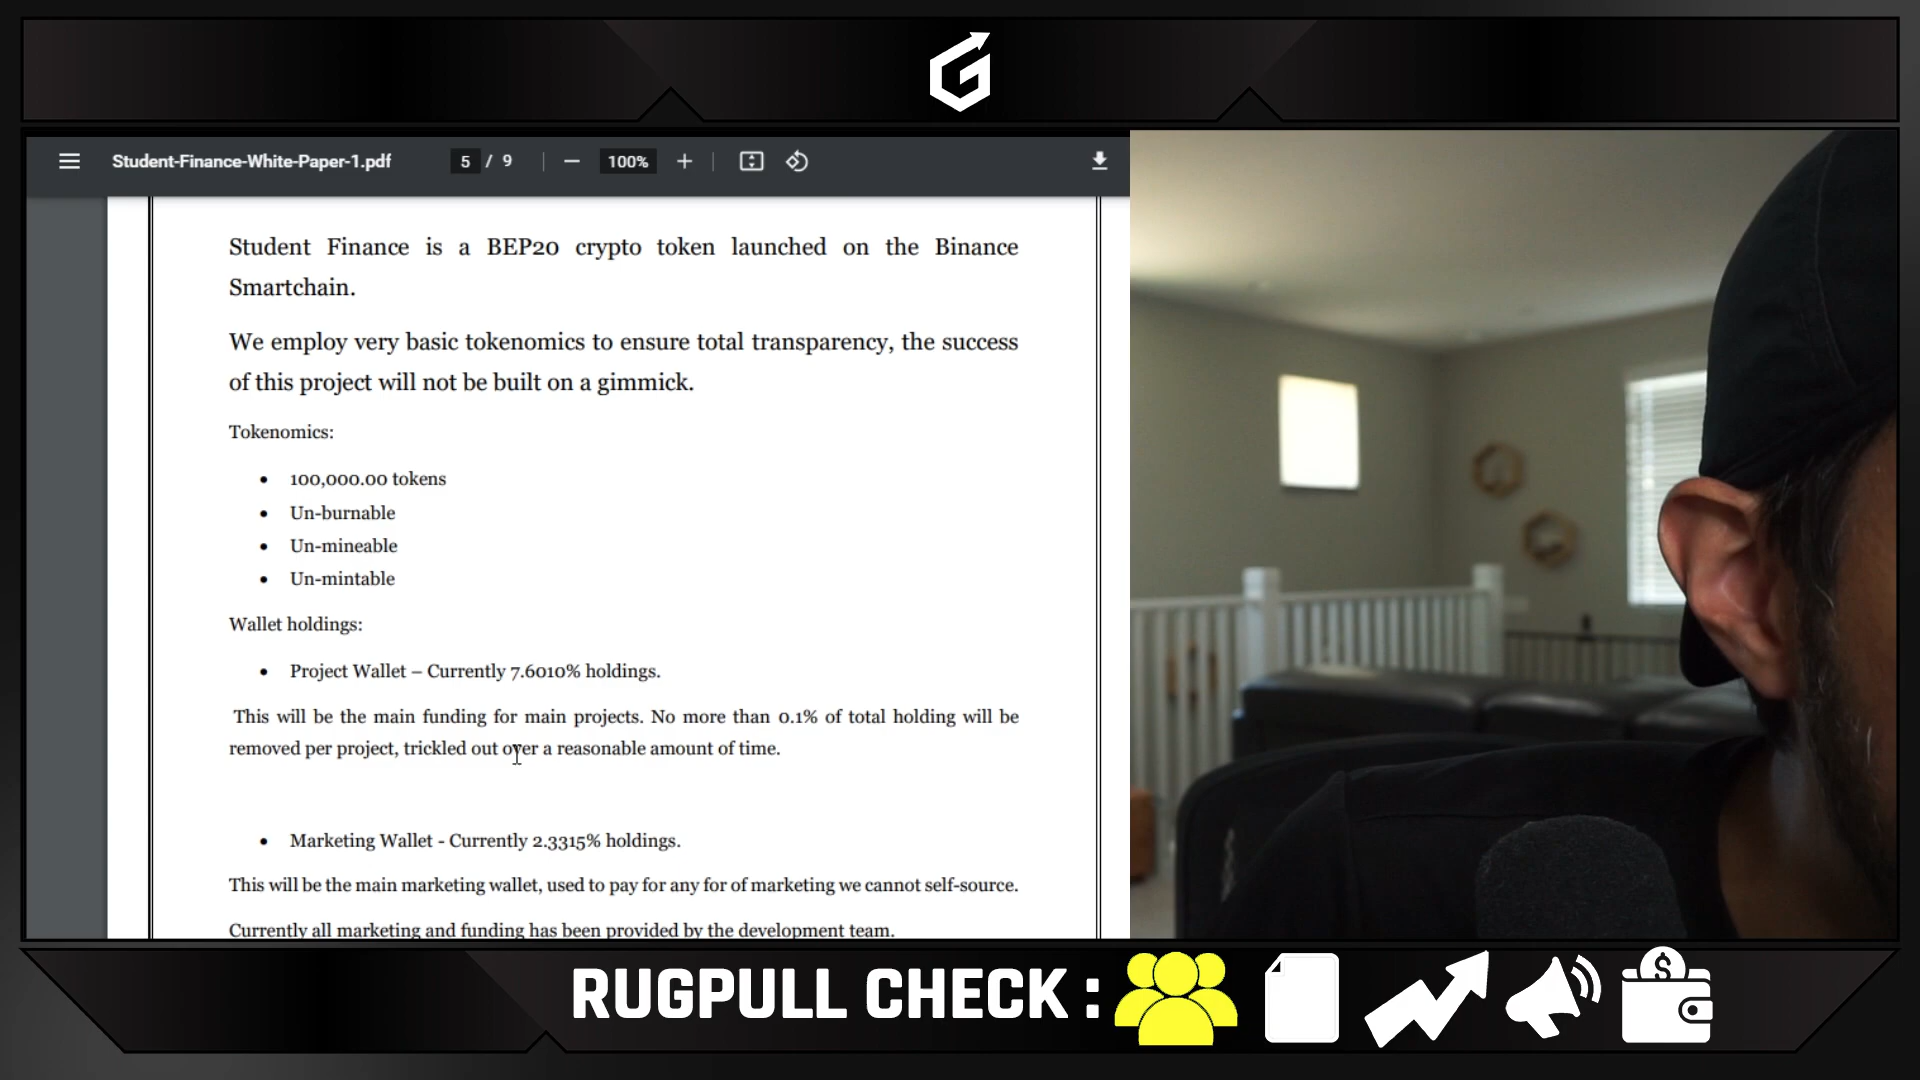 G
Student-Finance-White-Paper-1.pdf 5 / 9 100%
Student Finance is a BEP20 crypto token launched on the Binance
Smartchain.
We employ very basic tokenomics to ensure total transparency, the success
of this project will not be built on a gimmick.
Tokenomics:
• 100,000.00 tokens
• Un-burnable
• Un-mineable
• Un-mintable
Wallet holdings:
• Project Wallet – Currently 7.6010% holdings.
This will be the main funding for main projects. No more than 0.1% of total holding will be
removed per project, trickled out over a reasonable amount of time.
• Marketing Wallet - Currently 2.3315% holdings.
This will be the main marketing wallet, used to pay for any for of marketing we cannot self-source.
Currently all marketing and funding has been provided by the development team.
RUGPULL CHECK :
$